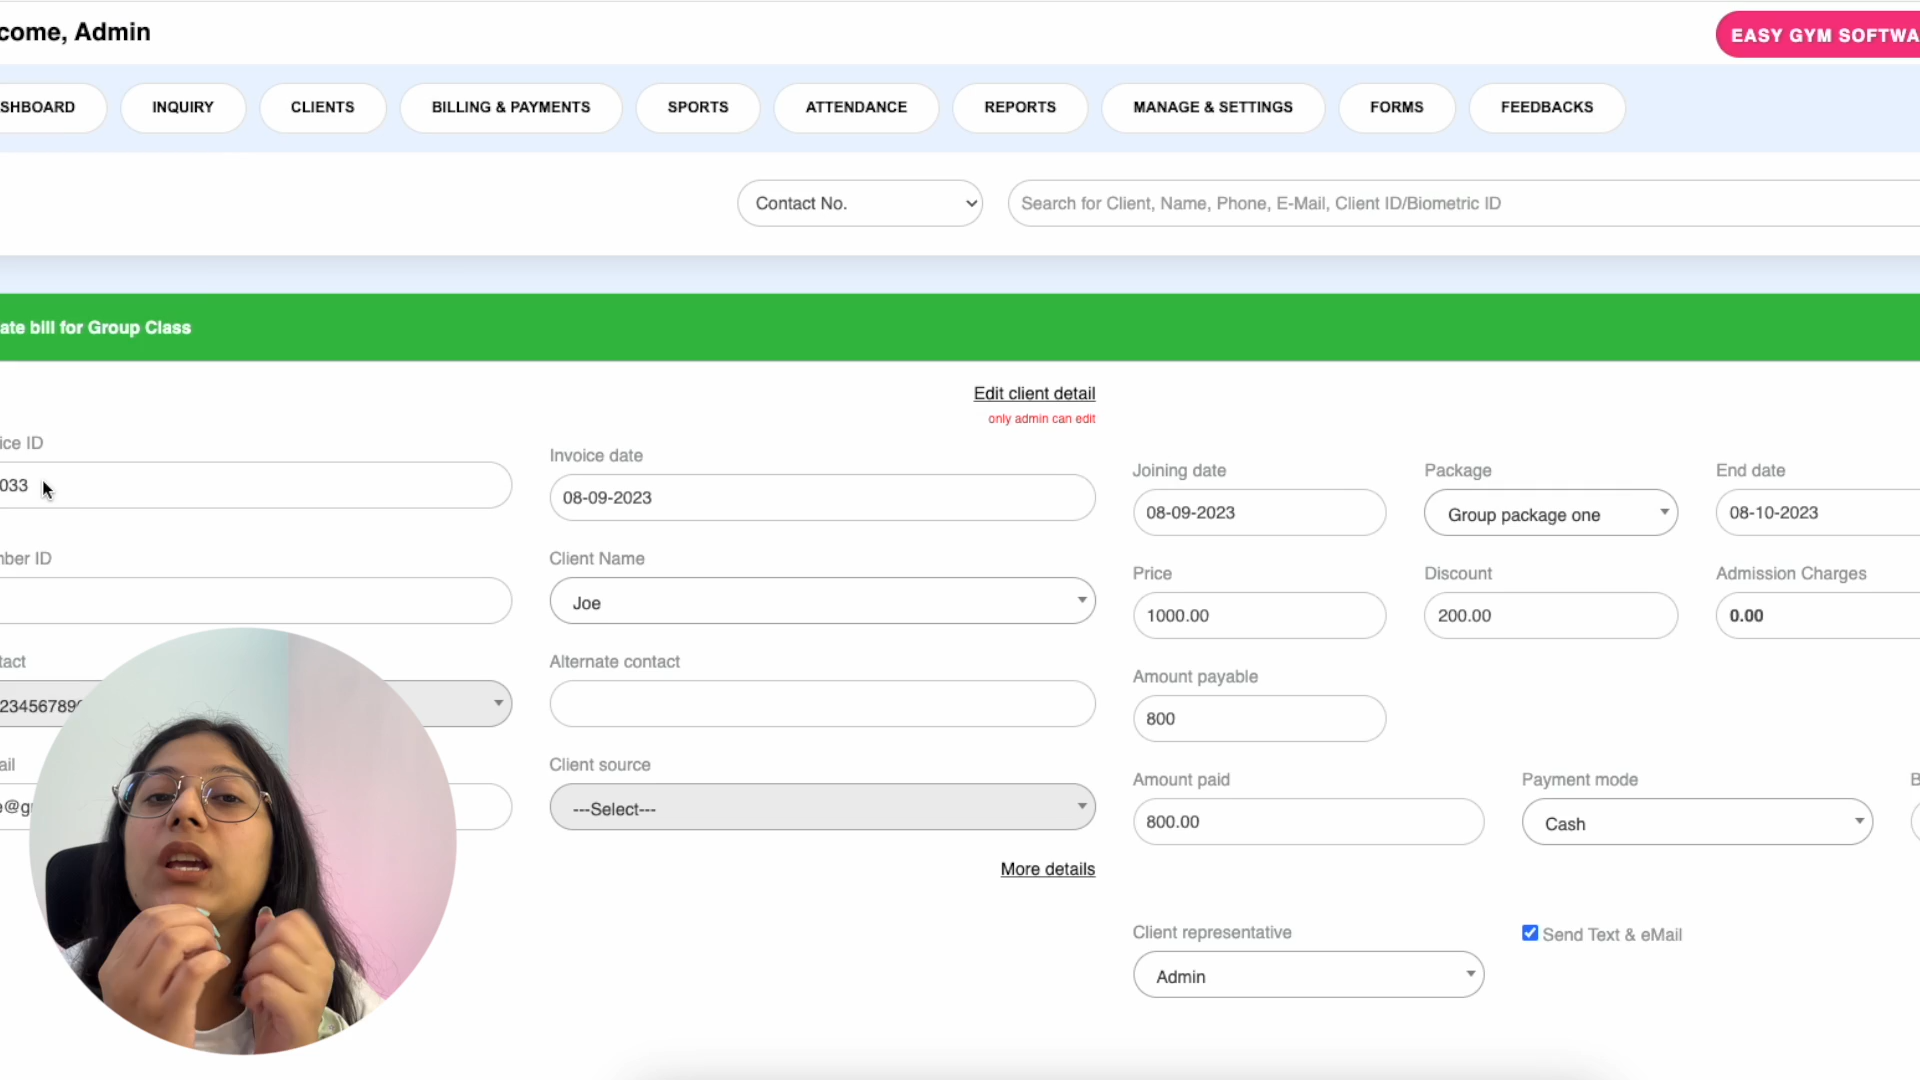 come, Admin
EASY GYM SOFTWA
SHBOARD
INQUIRY
CLIENTS
BILLING & PAYMENTS
SPORTS
ATTENDANCE
REPORTS
MANAGE & SETTINGS
FORMS
FEEDBACKS
Contact No.
Search for Client, Name, Phone, E-Mail, Client ID/Biometric ID
ate bill for Group Class
Edit client detail
only admin can edit
ice ID
033
Invoice date
08-09-2023
Joining date
08-09-2023
Package
Group package one
End date
08-10-2023
ber ID
Client Name
Joe
Price
1000.00
Discount
200.00
Admission Charges
0.00
tact
23456789
Alternate contact
Amount payable
800
ail
e@g
Client source
---Select---
Amount paid
800.00
Payment mode
Cash
More details
Client representative
Admin
Send Text & eMail